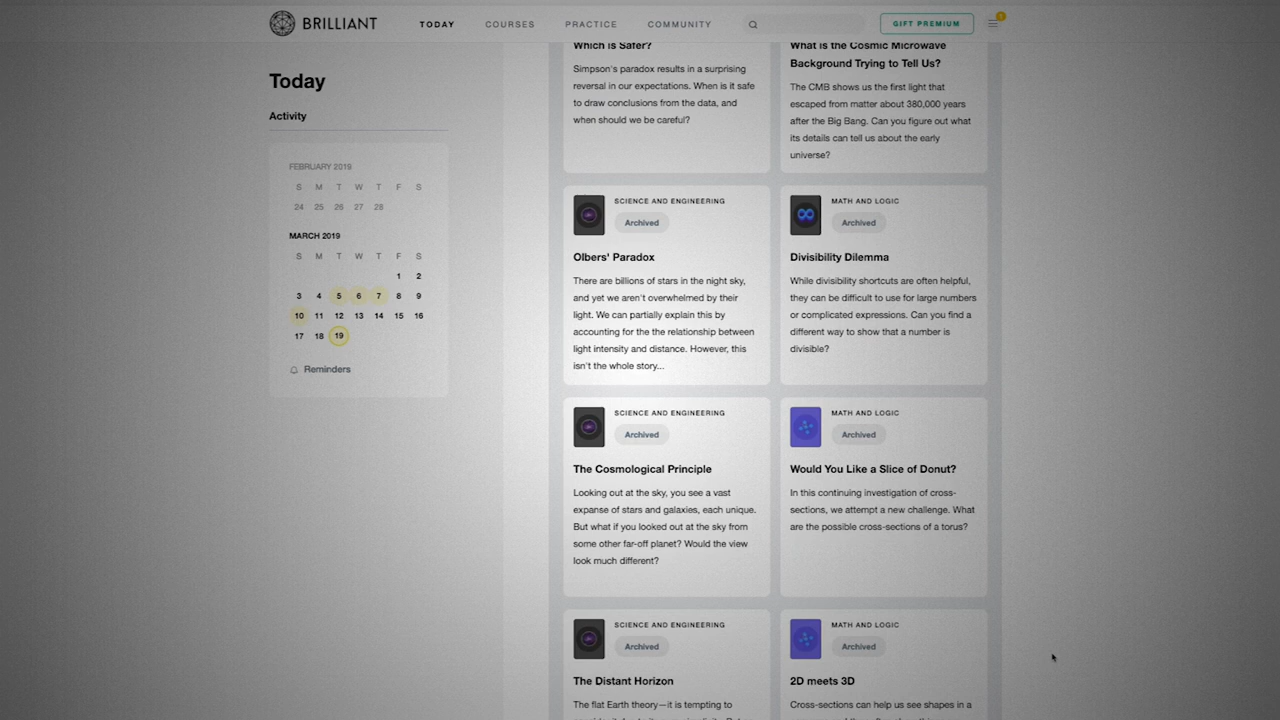 BRILLIANT
TODAY
COURSES
PRACTICE
COMMUNITY
GIFT PREMIUM
1
Today
Activity
FEBRUARY 2019
S M T W T F S
24 25 26 27 28
MARCH 2019
S M T W T F S
1 2
3 4 5 6 7 8 9
10 11 12 13 14 15 16
17 18 19
Reminders
Which is Safer?
Simpson's paradox results in a surprising
reversal in our expectations. When is it safe
to draw conclusions from the data, and
when should we be careful?
What is the Cosmic Microwave
Background Trying to Tell Us?
The CMB shows us the first light that
escaped from matter about 380,000 years
after the Big Bang. Can you figure out what
its details can tell us about the early
universe?
SCIENCE AND ENGINEERING
Archived
Olbers' Paradox
There are billions of stars in the night sky,
and yet we aren't overwhelmed by their
light. We can partially explain this by
accounting for the the relationship between
light intensity and distance. However, this
isn't the whole story...
MATH AND LOGIC
Archived
Divisibility Dilemma
While divisibility shortcuts are often helpful,
they can be difficult to use for large numbers
or complicated expressions. Can you find a
different way to show that a number is
divisible?
SCIENCE AND ENGINEERING
Archived
The Cosmological Principle
Looking out at the sky, you see a vast
expanse of stars and galaxies, each unique.
But what if you looked out at the sky from
some other far-off planet? Would the view
look much different?
MATH AND LOGIC
Archived
Would You Like a Slice of Donut?
In this continuing investigation of cross-
sections, we attempt a new challenge. What
are the possible cross-sections of a torus?
SCIENCE AND ENGINEERING
Archived
The Distant Horizon
The flat Earth theory—it is tempting to
MATH AND LOGIC
Archived
2D meets 3D
Cross-sections can help us see shapes in a